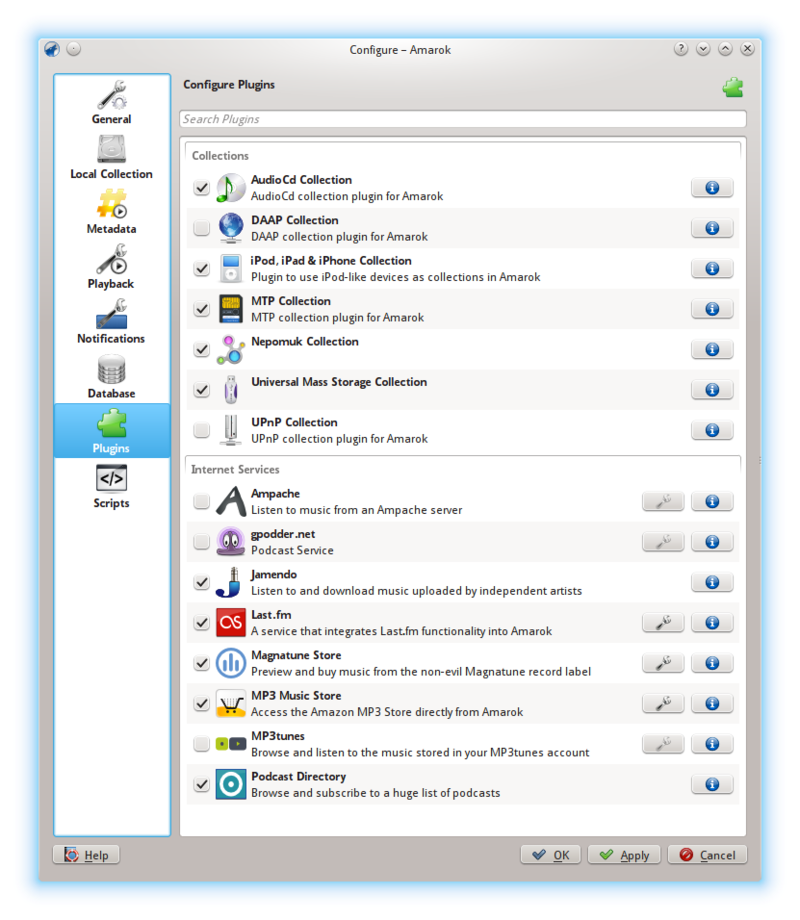 Configure – Amarok
General
Local Collection
Metadata
Playback
Notifications
Database
Plugins
Scripts
Configure Plugins
Search Plugins
Collections
AudioCd Collection
AudioCd collection plugin for Amarok
DAAP Collection
DAAP collection plugin for Amarok
iPod, iPad & iPhone Collection
Plugin to use iPod-like devices as collections in Amarok
MTP Collection
MTP collection plugin for Amarok
Nepomuk Collection
Universal Mass Storage Collection
UPnP Collection
UPnP collection plugin for Amarok
Internet Services
Ampache
Listen to music from an Ampache server
gpodder.net
Podcast Service
Jamendo
Listen to and download music uploaded by independent artists
Last.fm
A service that integrates Last.fm functionality into Amarok
Magnatune Store
Preview and buy music from the non-evil Magnatune record label
MP3 Music Store
Access the Amazon MP3 Store directly from Amarok
MP3tunes
Browse and listen to the music stored in your MP3tunes account
Podcast Directory
Browse and subscribe to a huge list of podcasts
Help
OK
Apply
Cancel